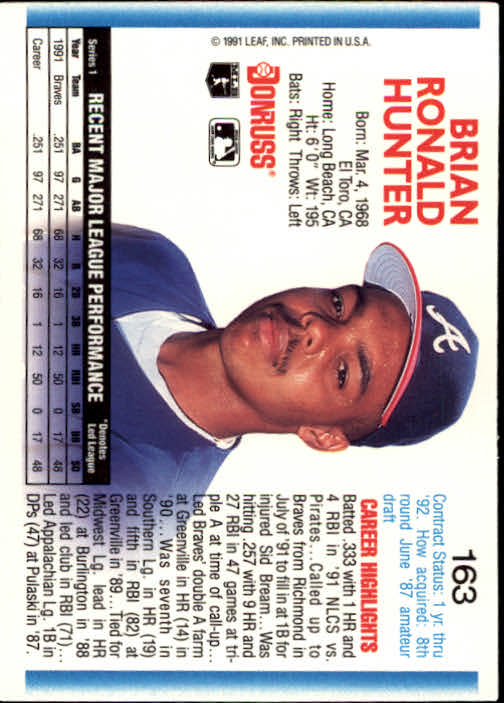 163
BRIAN
RONALD
HUNTER
Born: Mar. 4, 1968
El Toro, CA
Home: Long Beach, CA
Ht: 6'0" Wt: 195
Bats: Right Throws: Left
DONRUSS®
© 1991 LEAF, INC. PRINTED IN U.S.A.
A
Contract Status: 1 yr. thru
'92. How acquired: 8th
round June '87 amateur
draft
CAREER HIGHLIGHTS
Batted .333 with 1 HR and
4 RBI in '91 NLCS vs.
Pirates...Called up to
Braves from Richmond in
July of '91 to fill in at 1B for
injured Sid Bream...Was
hitting .257 with 9 HR and
27 RBI in 47 games at tri-
ple A at time of call-up...
Led Braves' double A farm
at Greenville in HR (14) in
'90...Was seventh in
Southern Lg. in HR (19)
and fifth in RBI (82) at
Greenville in '89...Tied for
Midwest Lg. lead in HR
(22) at Burlington in '88
and led club in RBI (71)...
Led Appalachian Lg. 1B in
DPs (47) at Pulaski in '87.
Series 1 RECENT MAJOR LEAGUE PERFORMANCE *Denotes
Led League
Year Team BA G AB H R 2B 3B HR RBI SB BB SO
1991 Braves .251 97 271 68 32 16 1 12 50 0 17 48
Career .251 97 271 68 32 16 1 12 50 0 17 48